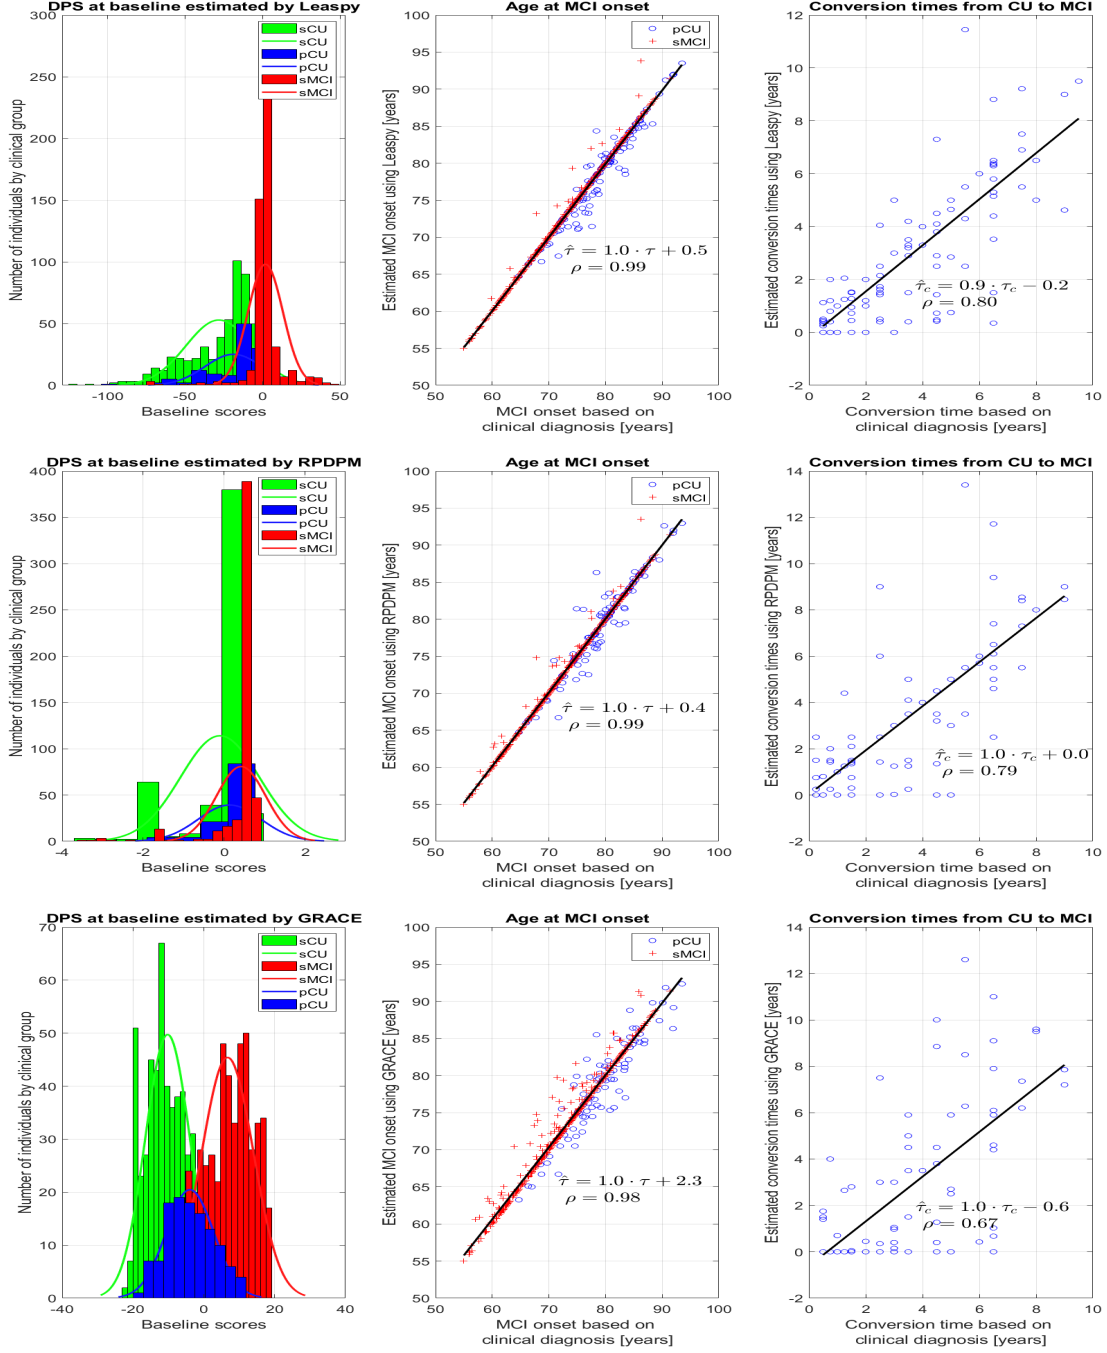 DPS at baseline estimated by Leaspy
Number of individuals by clinical group
300
250
200
150
100
50
0
-100
-50
0
50
Baseline scores
sCU
sCU
pCU
pCU
sMCI
sMCI
Age at MCI onset
Estimated MCI onset using Leaspy [years]
100
95
90
85
80
75
70
65
60
55
50
50
60
70
80
90
100
MCI onset based on
clinical diagnosis [years]
pCU
sMCI
τ̂ = 1.0 · τ + 0.5
ρ = 0.99
Conversion times from CU to MCI
Estimated conversion times using Leaspy [years]
12
10
8
6
4
2
0
-2
0
2
4
6
8
10
Conversion time based on
clinical diagnosis [years]
τ̂c = 0.9 · τc − 0.2
ρ = 0.80
DPS at baseline estimated by RPDPM
Number of individuals by clinical group
400
350
300
250
200
150
100
50
0
-4
-2
0
2
Baseline scores
sCU
sCU
pCU
pCU
sMCI
sMCI
Age at MCI onset
Estimated MCI onset using RPDPM [years]
100
95
90
85
80
75
70
65
60
55
50
50
60
70
80
90
100
MCI onset based on
clinical diagnosis [years]
pCU
sMCI
τ̂ = 1.0 · τ + 0.4
ρ = 0.99
Conversion times from CU to MCI
Estimated conversion times using RPDPM [years]
14
12
10
8
6
4
2
0
-2
0
2
4
6
8
10
Conversion time based on
clinical diagnosis [years]
τ̂c = 1.0 · τc + 0.0
ρ = 0.79
DPS at baseline estimated by GRACE
Number of individuals by clinical group
70
60
50
40
30
20
10
0
-40
-20
0
20
40
Baseline scores
sCU
sCU
sMCI
sMCI
pCU
pCU
Age at MCI onset
Estimated MCI onset using GRACE [years]
100
95
90
85
80
75
70
65
60
55
50
50
60
70
80
90
100
MCI onset based on
clinical diagnosis [years]
pCU
sMCI
τ̂ = 1.0 · τ + 2.3
ρ = 0.98
Conversion times from CU to MCI
Estimated conversion times using GRACE [years]
14
12
10
8
6
4
2
0
-2
0
2
4
6
8
10
Conversion time based on
clinical diagnosis [years]
τ̂c = 1.0 · τc − 0.6
ρ = 0.67